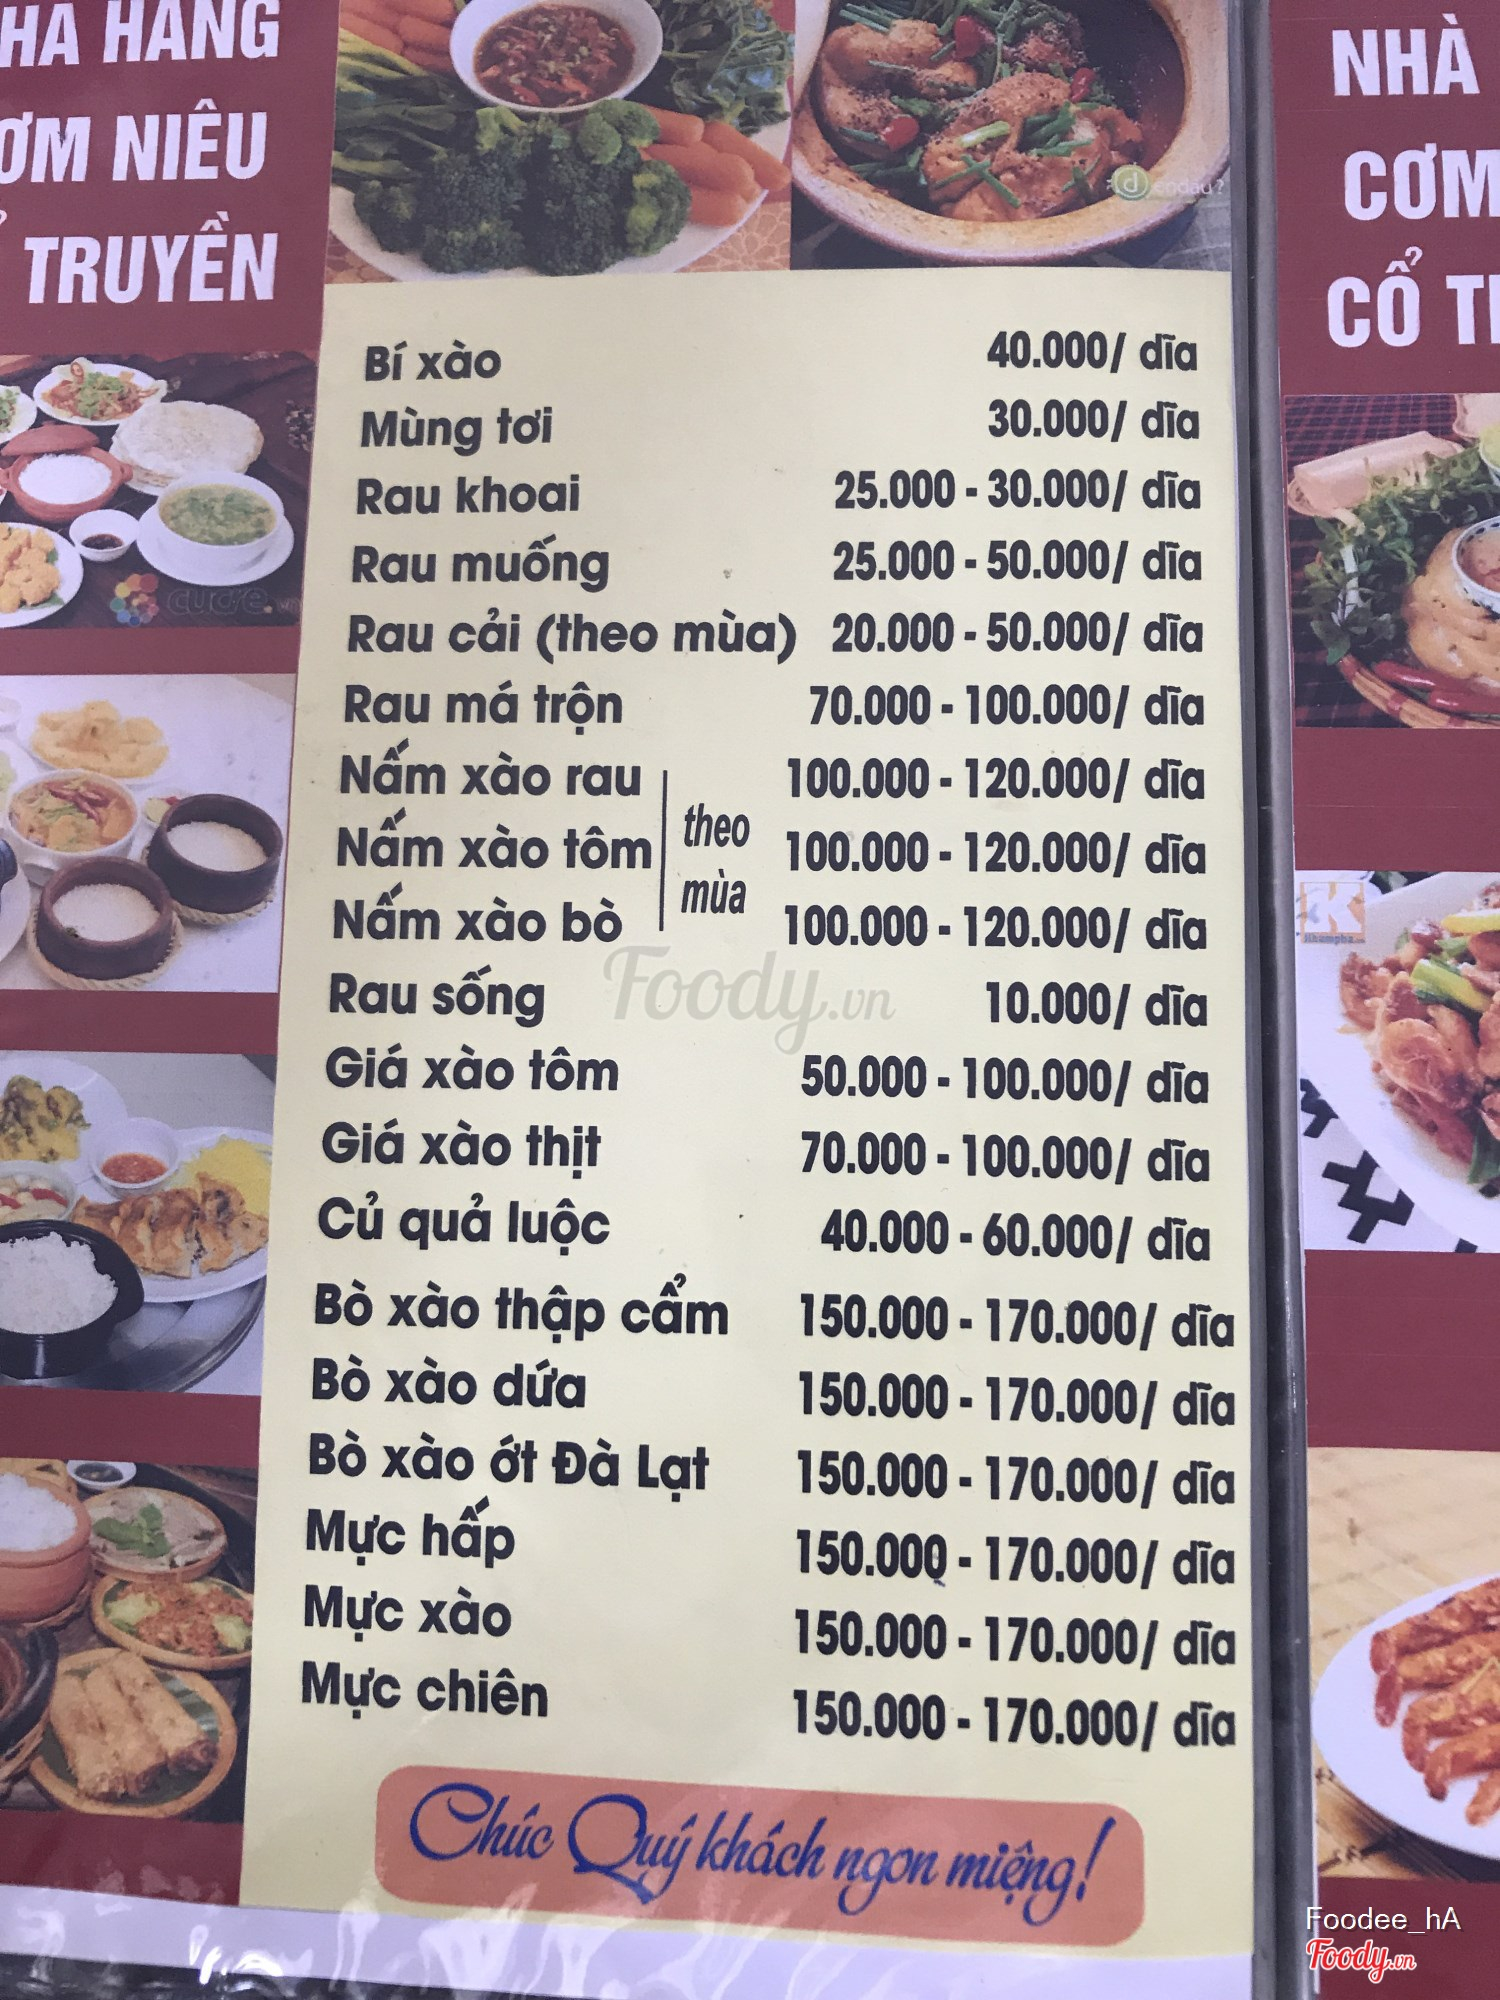 HÀ HÀNG
ƠM NIÊU
TRUYỀN
NHÀ
CƠM
CỔ
Bí xào 40.000/ dĩa
Mùng tơi 30.000/ dĩa
Rau khoai 25.000 - 30.000/ dĩa
Rau muống 25.000 - 50.000/ dĩa
Rau cải (theo mùa) 20.000 - 50.000/ dĩa
Rau má trộn 70.000 - 100.000/ dĩa
Nấm xào rau 100.000 - 120.000/ dĩa
theo
Nấm xào tôm 100.000 - 120.000/ dĩa
mùa
Nấm xào bò 100.000 - 120.000/ dĩa
Foody.vn
Rau sống 10.000/ dĩa
Giá xào tôm 50.000 - 100.000/ dĩa
Giá xào thịt 70.000 - 100.000/ dĩa
Củ quả luộc 40.000 - 60.000/ dĩa
Bò xào thập cẩm 150.000 - 170.000/ dĩa
Bò xào dứa 150.000 - 170.000/ dĩa
Bò xào ớt Đà Lạt 150.000 - 170.000/ dĩa
Mực hấp 150.000 - 170.000/ dĩa
Mực xào 150.000 - 170.000/ dĩa
Mực chiên 150.000 - 170.000/ dĩa
Chúc Quý khách ngon miệng!
Foodee_hA
Foody.vn